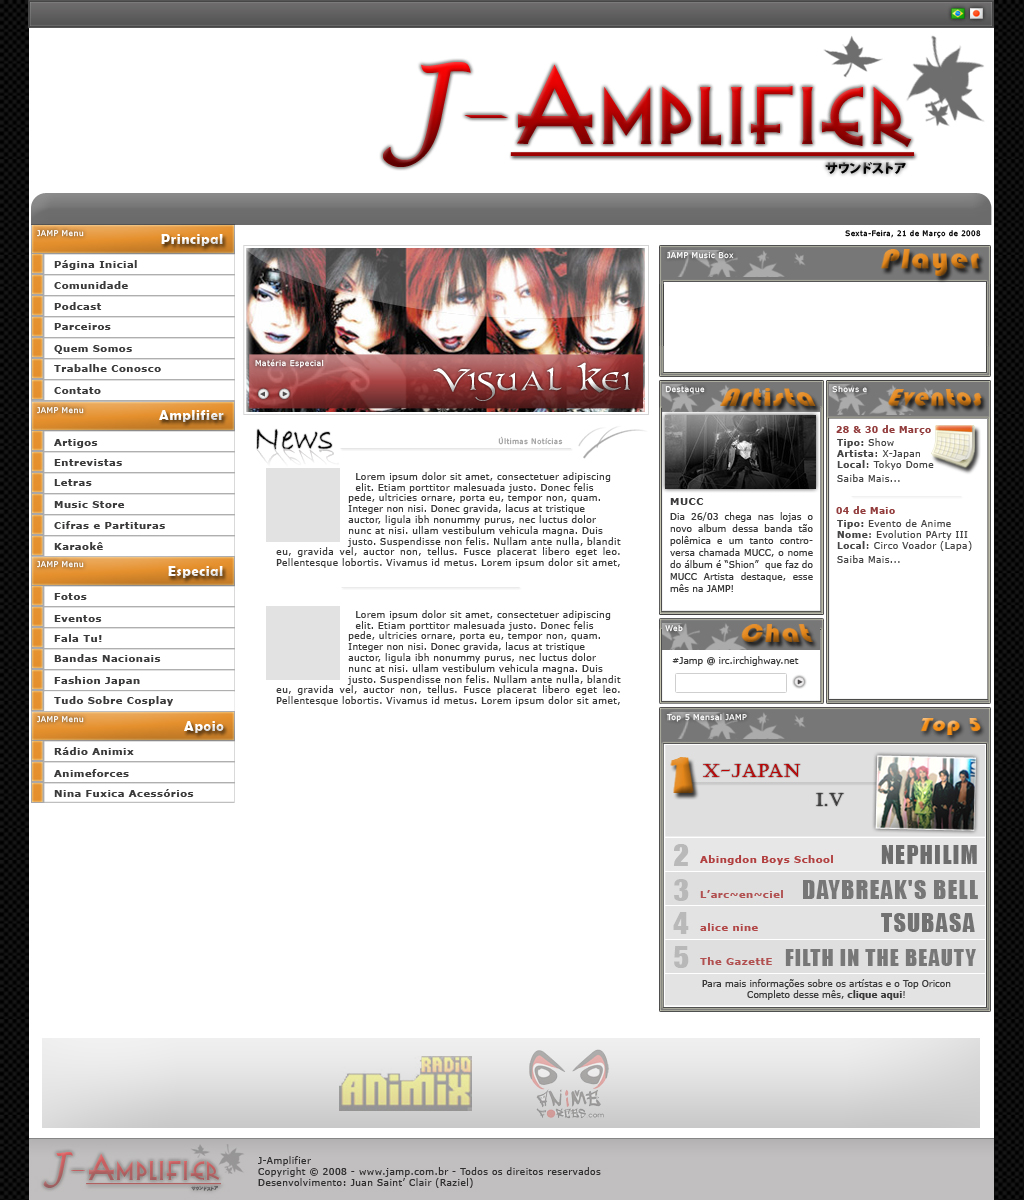 J-Amplifier
サウンドストア
Sexta-Feira, 21 de Março de 2008
JAMP Menu
Principal
Página Inicial
Comunidade
Podcast
Parceiros
Quem Somos
Trabalhe Conosco
Contato
JAMP Menu
Amplifier
Artigos
Entrevistas
Letras
Music Store
Cifras e Partituras
Karaokê
JAMP Menu
Especial
Fotos
Eventos
Fala Tu!
Bandas Nacionais
Fashion Japan
Tudo Sobre Cosplay
JAMP Menu
Apoio
Rádio Animix
Animeforces
Nina Fuxica Acessórios
Matéria Especial
Visual Kei
News
Últimas Notícias
Lorem ipsum dolor sit amet, consectetuer adipiscing
elit. Etiam porttitor malesuada justo. Donec felis
pede, ultricies ornare, porta eu, tempor non, quam.
Integer non nisi. Donec gravida, lacus at tristique
auctor, ligula ibh nonummy purus, nec luctus dolor
nunc at nisi. ullam vestibulum vehicula magna. Duis
justo. Suspendisse non felis. Nullam ante nulla, blandit
eu, gravida vel, auctor non, tellus. Fusce placerat libero eget leo.
Pellentesque lobortis. Vivamus id metus. Lorem ipsum dolor sit amet,
Lorem ipsum dolor sit amet, consectetuer adipiscing
elit. Etiam porttitor malesuada justo. Donec felis
pede, ultricies ornare, porta eu, tempor non, quam.
Integer non nisi. Donec gravida, lacus at tristique
auctor, ligula ibh nonummy purus, nec luctus dolor
nunc at nisi. ullam vestibulum vehicula magna. Duis
justo. Suspendisse non felis. Nullam ante nulla, blandit
eu, gravida vel, auctor non, tellus. Fusce placerat libero eget leo.
Pellentesque lobortis. Vivamus id metus. Lorem ipsum dolor sit amet,
JAMP Music Box
Player
Destaque
Artista
MUCC
Dia 26/03 chega nas lojas o
novo album dessa banda tão
polêmica e um tanto contro-
versa chamada MUCC, o nome
do álbum é “Shion” que faz do
MUCC Artista destaque, esse
mês na JAMP!
Shows e
Eventos
28 & 30 de Março
Tipo: Show
Artista: X-Japan
Local: Tokyo Dome
Saiba Mais...
04 de Maio
Tipo: Evento de Anime
Nome: Evolution PArty III
Local: Circo Voador (Lapa)
Saiba Mais...
Web
Chat
#Jamp @ irc.irchighway.net
Top 5 Mensal JAMP
Top 5
1 X-JAPAN
I.V
2 Abingdon Boys School NEPHILIM
3 L’arc~en~ciel DAYBREAK'S BELL
4 alice nine TSUBASA
5 The GazettE FILTH IN THE BEAUTY
Para mais informações sobre os artístas e o Top Oricon
Completo desse mês, clique aqui!
RADIO
ANiMiX
ANiME
FORCES.com
J-Amplifier
サウンドストア
J-Amplifier
Copyright © 2008 - www.jamp.com.br - Todos os direitos reservados
Desenvolvimento: Juan Saint’ Clair (Raziel)